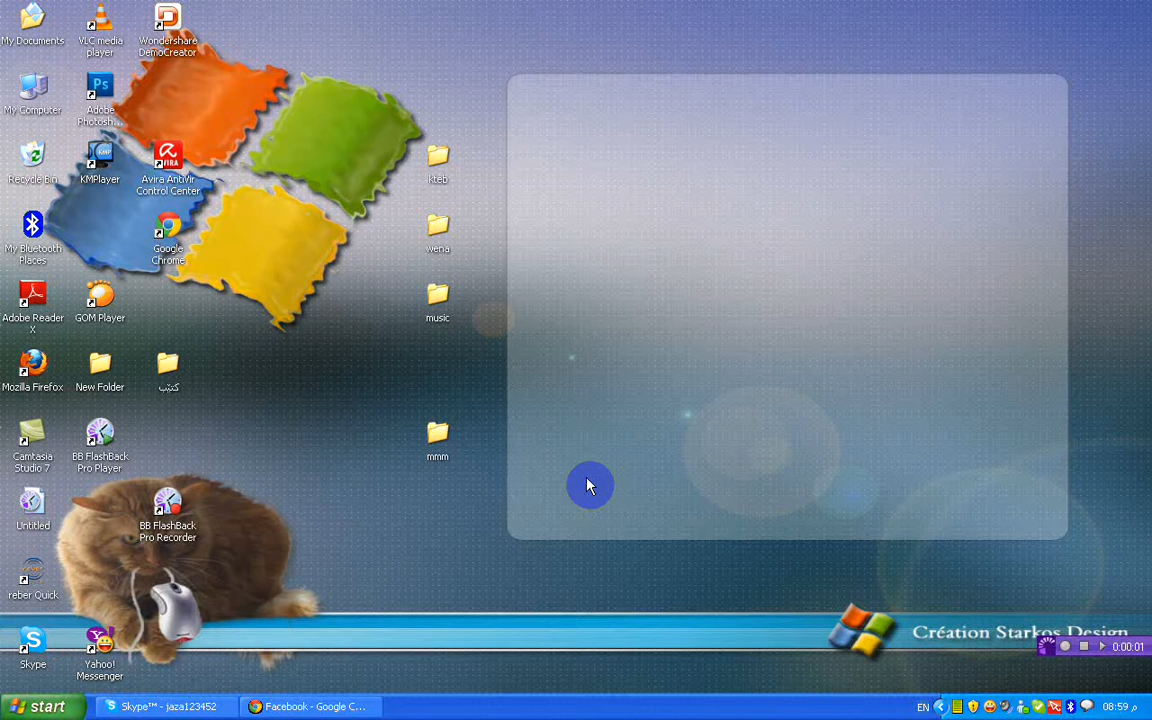 My Documents
VLC media
player
Wondershare
DemoCreator
My Computer
Ps
Adobe
Photosh...
Recycle Bin
KMP
KMPlayer
AVIRA
Avira AntiVir
Control Center
kteb
My Bluetooth
Places
Google
Chrome
wena
Adobe Reader
X
GOM Player
music
Mozilla Firefox
New Folder
Camtasia
Studio 7
BB FlashBack
Pro Player
mmm
Untitled
BB FlashBack
Pro Recorder
reber Quick
Skype
Yahoo!
Messenger
Création Starkos Design
0:00:01
start
Skype™ - jaza123452
Facebook - Google C...
EN
08:59 م